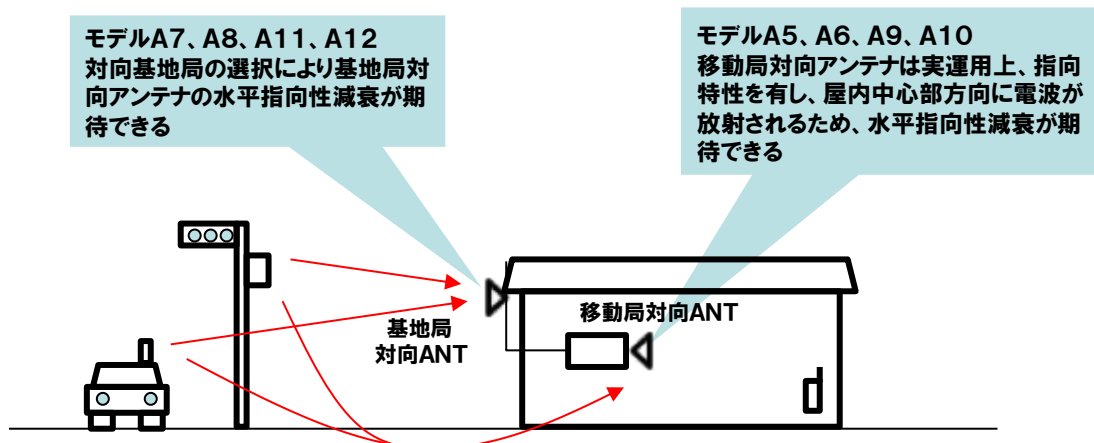 モデルA7、A8、A11、A12
対向基地局の選択により基地局対
向アンテナの水平指向性減衰が期
待できる
モデルA5、A6、A9、A10
移動局対向アンテナは実運用上、指向
特性を有し、屋内中心部方向に電波が
放射されるため、水平指向性減衰が期
待できる
基地局
対向ANT
移動局対向ANT